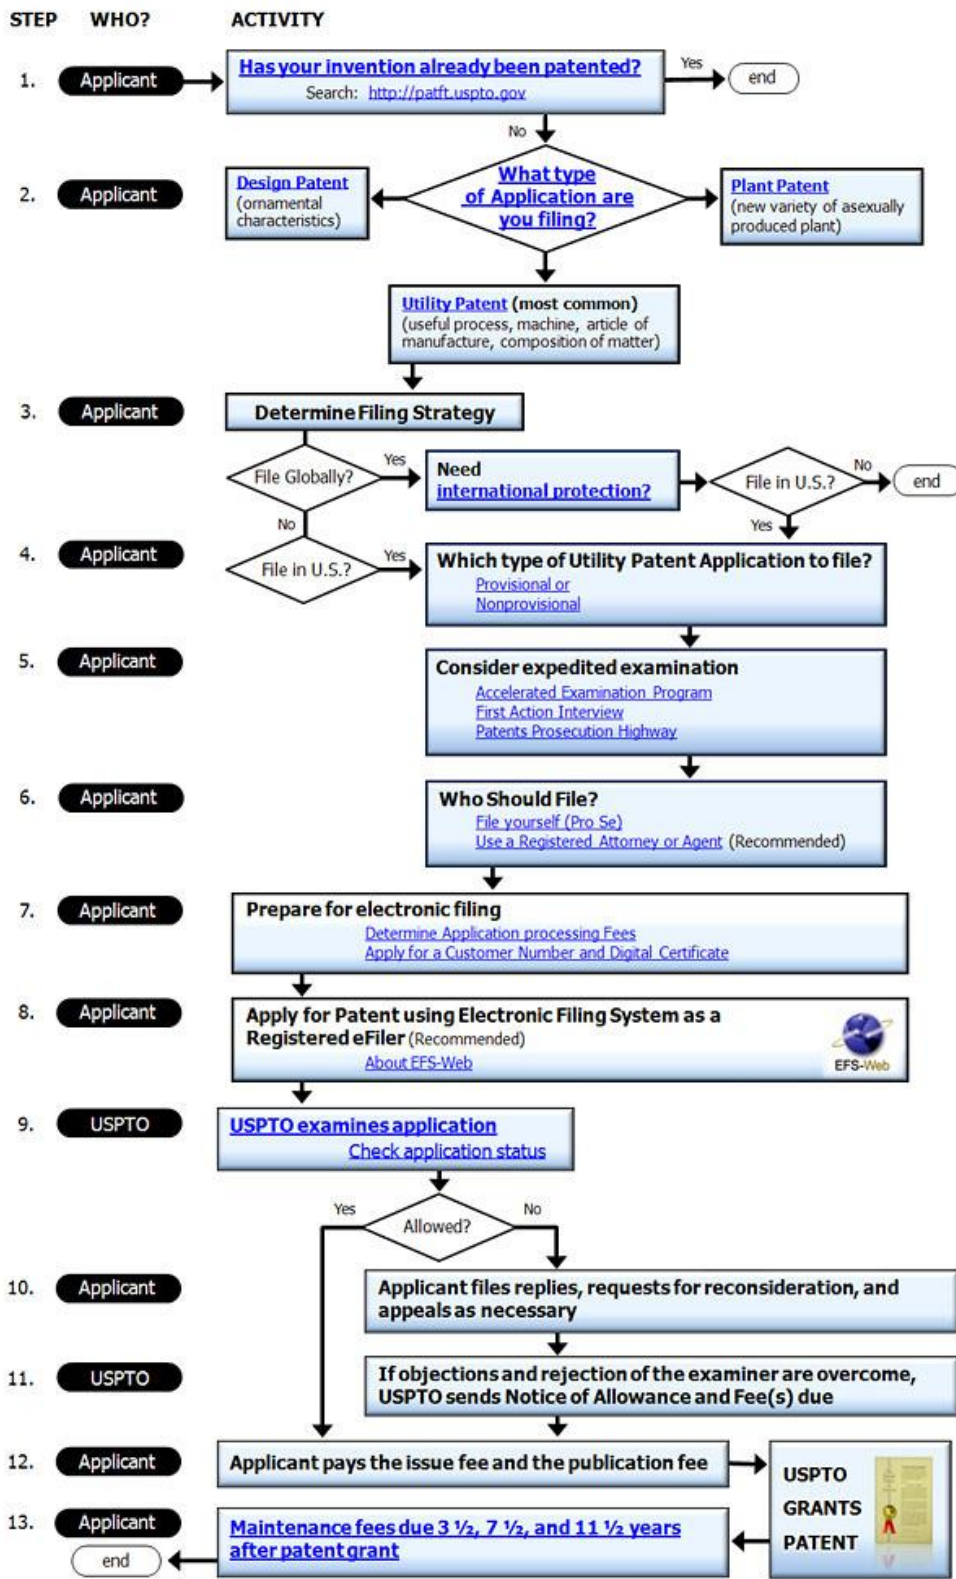 STEP WHO? ACTIVITY
1. Applicant Has your invention already been patented? Yes end
Search: http://patft.uspto.gov
No
2. Applicant
Design Patent
(ornamental
characteristics)
What type
of Application are
you filing?
Plant Patent
(new variety of asexually
produced plant)
Utility Patent (most common)
(useful process, machine, article of
manufacture, composition of matter)
3. Applicant Determine Filing Strategy
File Globally? Yes
Need
international protection?
File in U.S.? No end
No
Yes
4. Applicant File in U.S.? Yes
Which type of Utility Patent Application to file?
Provisional or
Nonprovisional
5. Applicant Consider expedited examination
Accelerated Examination Program
First Action Interview
Patents Prosecution Highway
6. Applicant Who Should File?
File yourself (Pro Se)
Use a Registered Attorney or Agent (Recommended)
7. Applicant Prepare for electronic filing
Determine Application processing Fees
Apply for a Customer Number and Digital Certificate
8. Applicant Apply for Patent using Electronic Filing System as a
Registered eFiler (Recommended)
About EFS-Web
EFS-Web
9. USPTO USPTO examines application
Check application status
Yes Allowed? No
10. Applicant Applicant files replies, requests for reconsideration, and
appeals as necessary
11. USPTO If objections and rejection of the examiner are overcome,
USPTO sends Notice of Allowance and Fee(s) due
12. Applicant Applicant pays the issue fee and the publication fee
USPTO
GRANTS
PATENT
13. Applicant Maintenance fees due 3 ½, 7 ½, and 11 ½ years
after patent grant
end